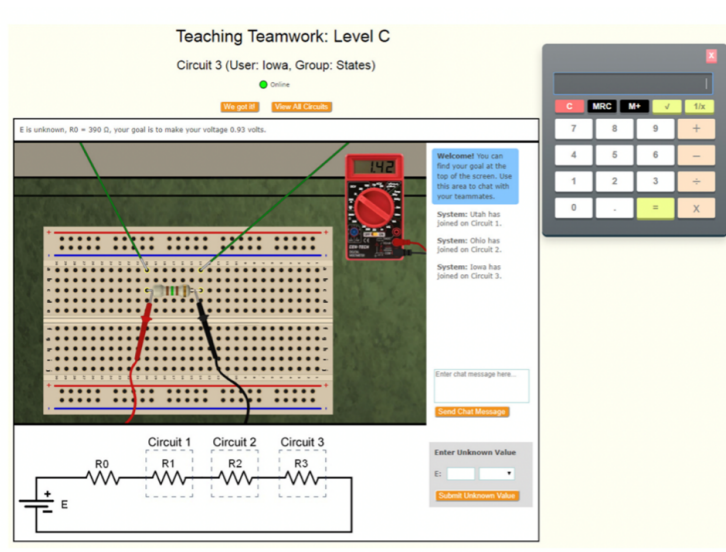 Teaching Teamwork: Level C
Circuit 3 (User: Iowa, Group: States)
Online
We got it!
View All Circuits
E is unknown, R0 = 390 Ω, your goal is to make your voltage 0.93 volts.
1.42
Welcome! You can
find your goal at the
top of the screen. Use
this area to chat with
your teammates.
System: Utah has
joined on Circuit 1.
System: Ohio has
joined on Circuit 2.
System: Iowa has
joined on Circuit 3.
Enter chat message here...
Send Chat Message
Circuit 1
Circuit 2
Circuit 3
R0
R1
R2
R3
+
E
Enter Unknown Value
E:
Submit Unknown Value
x
C MRC M+ √ 1/x
7 8 9 +
4 5 6 −
1 2 3 ÷
0 . = X